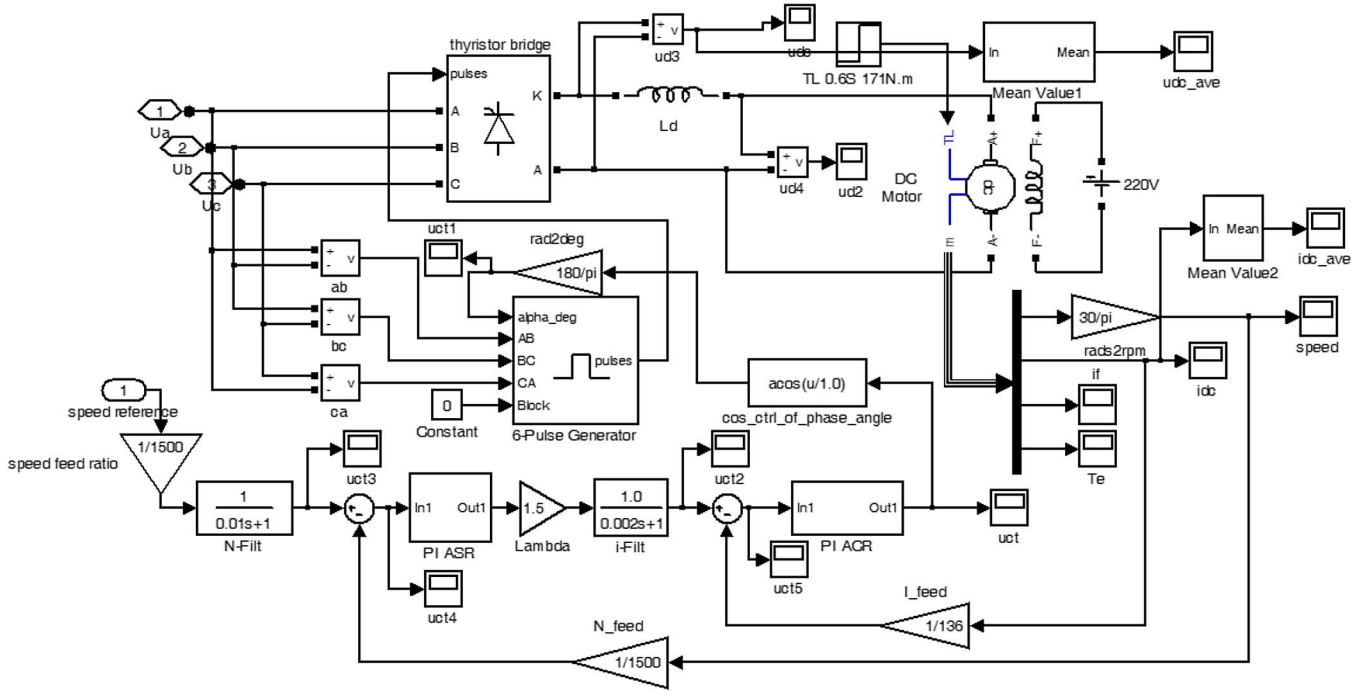 thyristor bridge
pulses
A
B
C
K
A
1
Ua
2
Ub
3
Uc
+
-
v
ud3
udc
TL 0.6S 171N.m
In
Mean
Mean Value1
udc_ave
Ld
+
-
v
ud4
ud2
TL
m
A+
A-
F+
F-
DC
Motor
220V
In
Mean
Mean Value2
idc_ave
uct1
rad2deg
180/pi
+
-
v
ab
+
-
v
bc
+
-
v
ca
alpha_deg
AB
BC
CA
Block
pulses
6-Pulse Generator
0
Constant
acos(u/1.0)
cos_ctrl_of_phase_angle
30/pi
rads2rpm
speed
idc
if
Te
1
speed reference
1/1500
speed feed ratio
1
0.01s+1
N-Filt
uct3
In1
Out1
PI ASR
1.5
Lambda
1.0
0.002s+1
i-Filt
uct2
In1
Out1
PI ACR
uct
uct4
uct5
I_feed
1/136
N_feed
1/1500